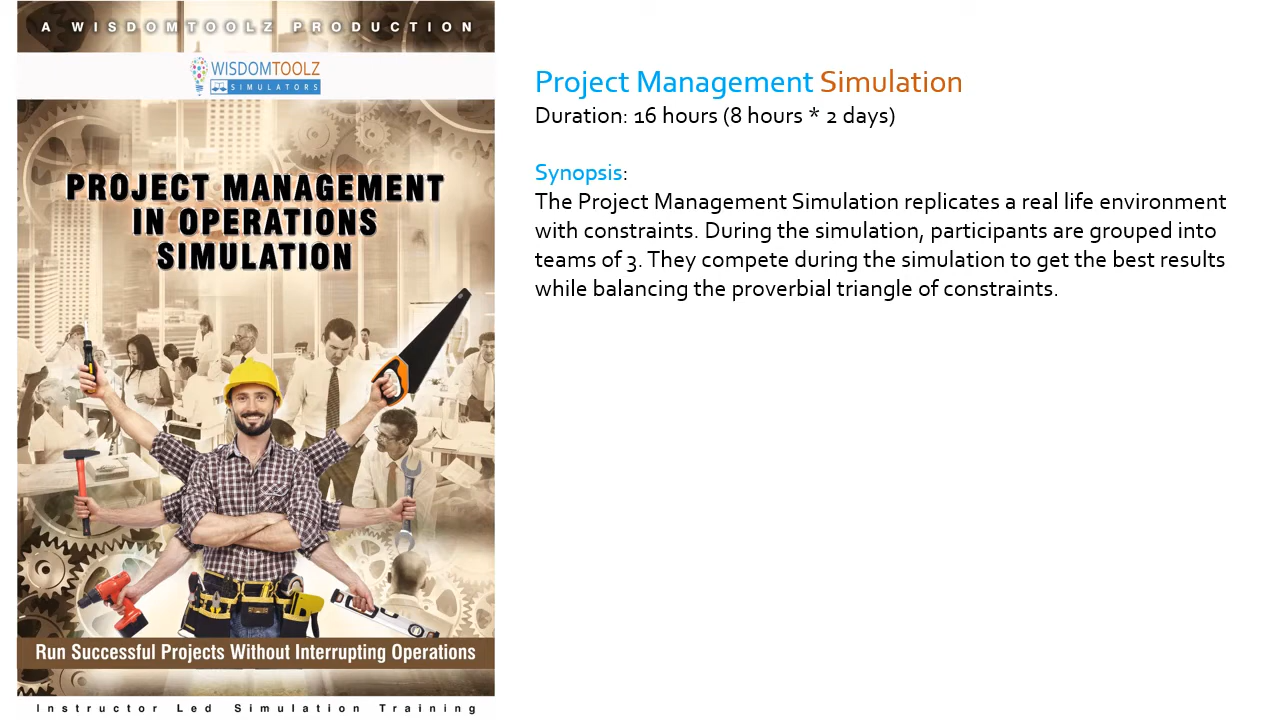 A WISDOMTOOLZ PRODUCTION
WISDOMTOOLZ
SIMULATORS
PROJECT MANAGEMENT
IN OPERATIONS
SIMULATION
Run Successful Projects Without Interrupting Operations
Instructor Led Simulation Training
Project Management Simulation
Duration: 16 hours (8 hours * 2 days)
Synopsis:
The Project Management Simulation replicates a real life environment
with constraints. During the simulation, participants are grouped into
teams of 3. They compete during the simulation to get the best results
while balancing the proverbial triangle of constraints.